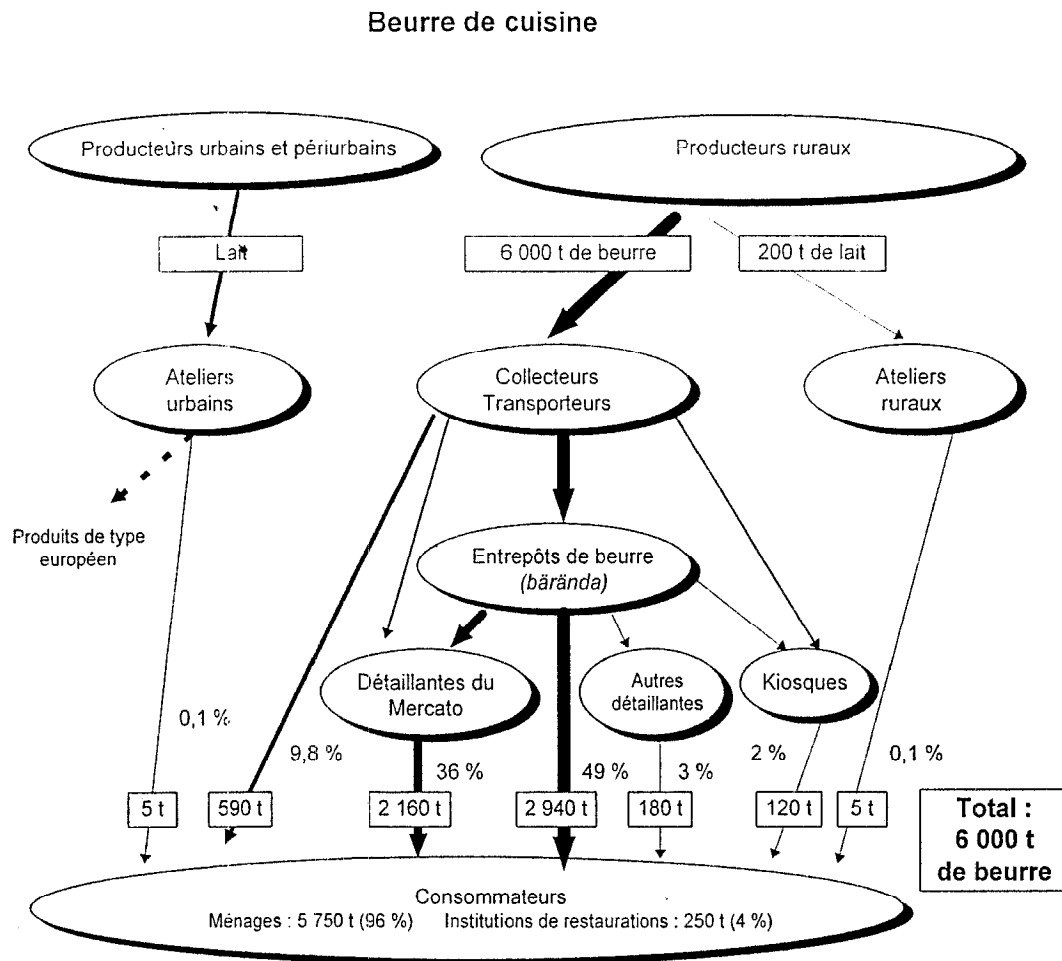 Beurre de cuisine
Producteurs urbains et périurbains
Producteurs ruraux
Lait
6 000 t de beurre
200 t de lait
Ateliers
urbains
Collecteurs
Transporteurs
Ateliers
ruraux
Produits de type
européen
Entrepôts de beurre
(bärända)
Détaillantes du
Mercato
Autres
détaillantes
Kiosques
0,1 %
9,8 %
36 %
49 %
3 %
2 %
0,1 %
5 t
590 t
2 160 t
2 940 t
180 t
120 t
5 t
Total :
6 000 t
de beurre
Consommateurs
Ménages : 5 750 t (96 %) Institutions de restaurations : 250 t (4 %)